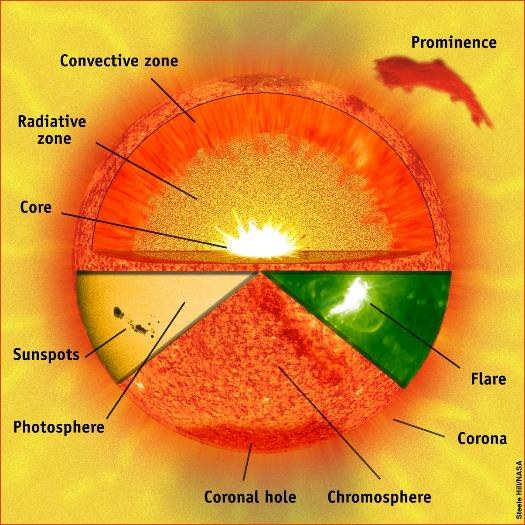 Prominence
Convective zone
Radiative
zone
Core
Sunspots
Flare
Photosphere
Corona
Coronal hole
Chromosphere
Steele Hill/NASA